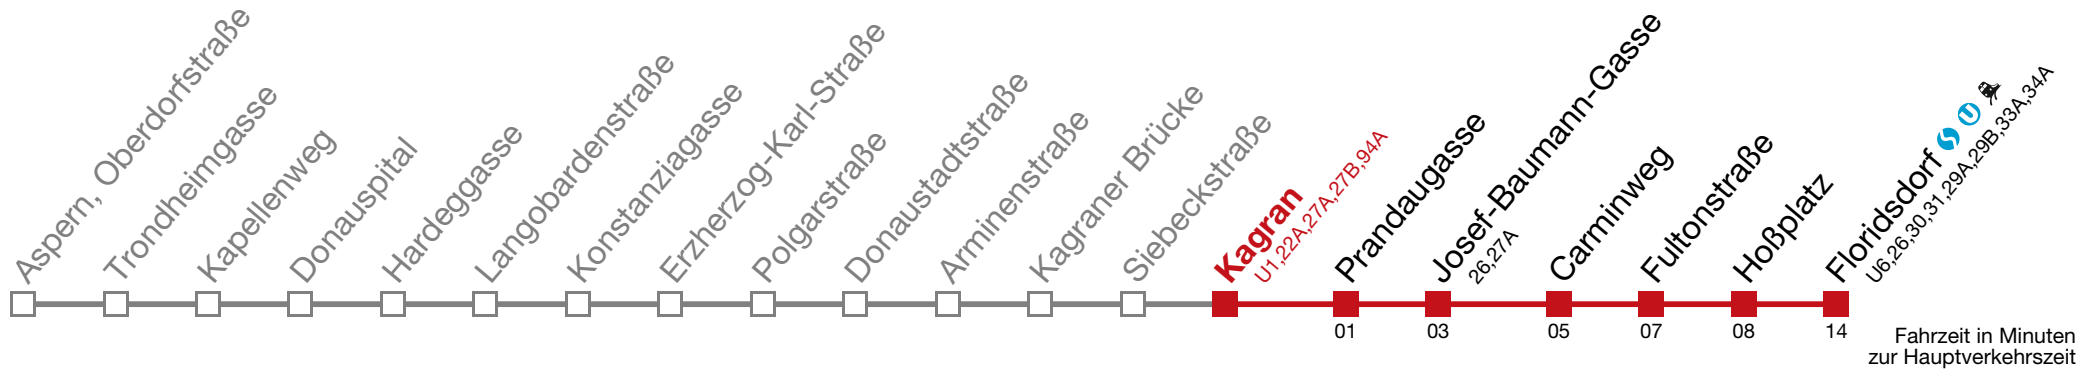 Aspern, Oberdorfstraße
Trondheimgasse
Kapellenweg
Donauspital
Hardeggasse
Langobardenstraße
Konstanziagasse
Erzherzog-Karl-Straße
Polgarstraße
Donaustadtstraße
Arminenstraße
Kagraner Brücke
Siebeckstraße
Kagran
U1,22A,27A,27B,94A
Prandaugasse
Josef-Baumann-Gasse
26,27A
Carminweg
Fultonstraße
Hoßplatz
Floridsdorf
U6,26,30,31,29A,29B,33A,34A
01
03
05
07
08
14
Fahrzeit in Minuten
zur Hauptverkehrszeit